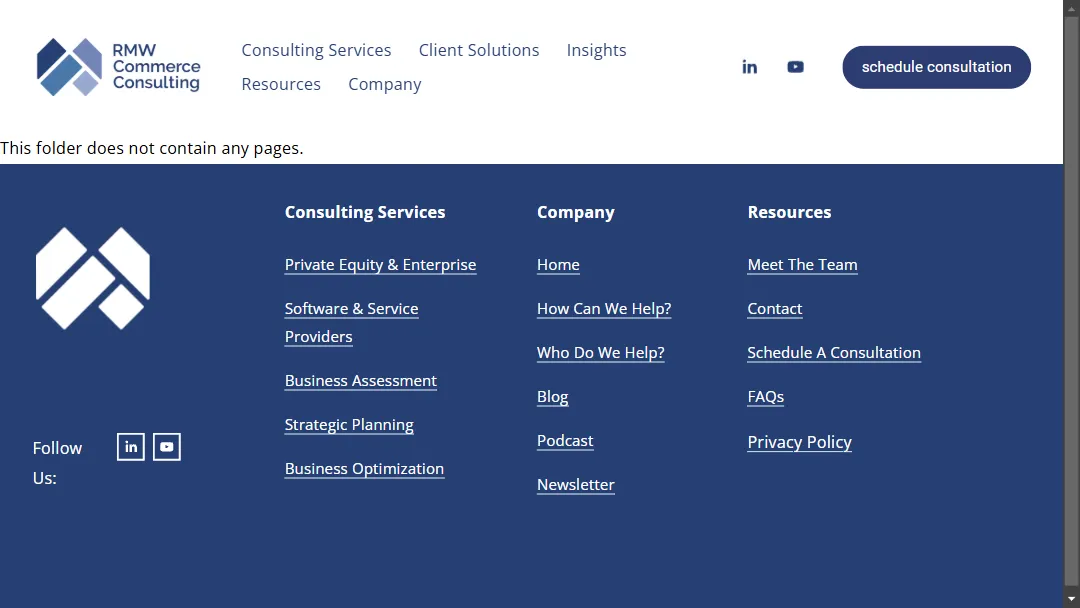 RMW
Commerce
Consulting
Consulting Services
Client Solutions
Insights
Resources
Company
in
schedule consultation
This folder does not contain any pages.
Consulting Services
Private Equity & Enterprise
Software & Service
Providers
Business Assessment
Strategic Planning
Business Optimization
Company
Home
How Can We Help?
Who Do We Help?
Blog
Podcast
Newsletter
Resources
Meet The Team
Contact
Schedule A Consultation
FAQs
Privacy Policy
Follow
Us:
in